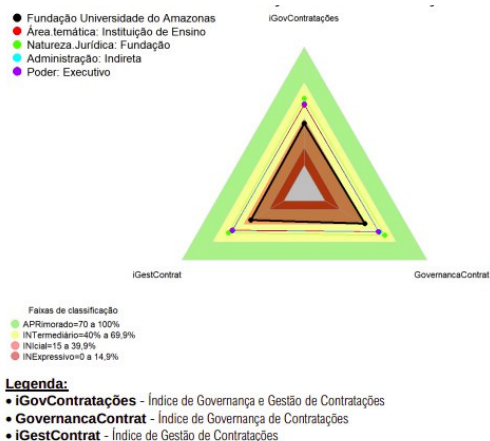 Fundação Universidade do Amazonas
Área.temática: Instituição de Ensino
Natureza.Jurídica: Fundação
Administração: Indireta
Poder: Executivo
iGovContratações
iGestContrat
GovernancaContrat
Faixas de classificação
APRimorado=70 a 100%
INTermediário=40% a 69,9%
INIcial=15 a 39,9%
INExpressivo=0 a 14,9%
Legenda:
• iGovContratações - Índice de Governança e Gestão de Contratações
• GovernancaContrat - Índice de Governança de Contratações
• iGestContrat - Índice de Gestão de Contratações